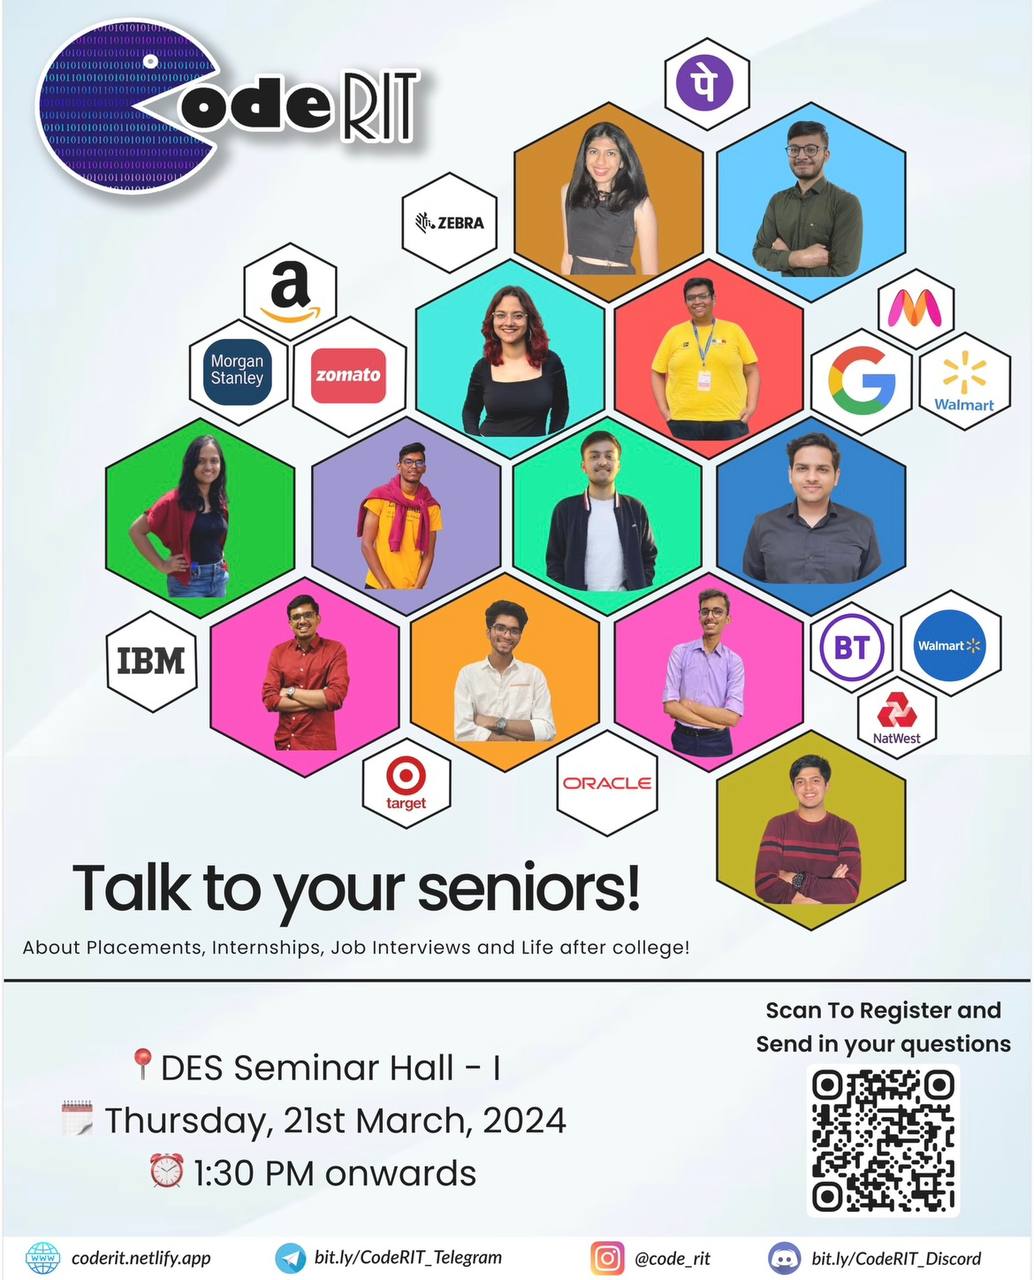 odeRIT
पे
ZEBRA
a
Morgan
Stanley
zomato
G
Walmart
IBM
BT
Walmart
NatWest
target
ORACLE
Talk to your seniors!
About Placements, Internships, Job Interviews and Life after college!
Scan To Register and
Send in your questions
DES Seminar Hall - I
Thursday, 21st March, 2024
1:30 PM onwards
www
coderit.netlify.app
bit.ly/CodeRIT_Telegram
@code_rit
bit.ly/CodeRIT_Discord